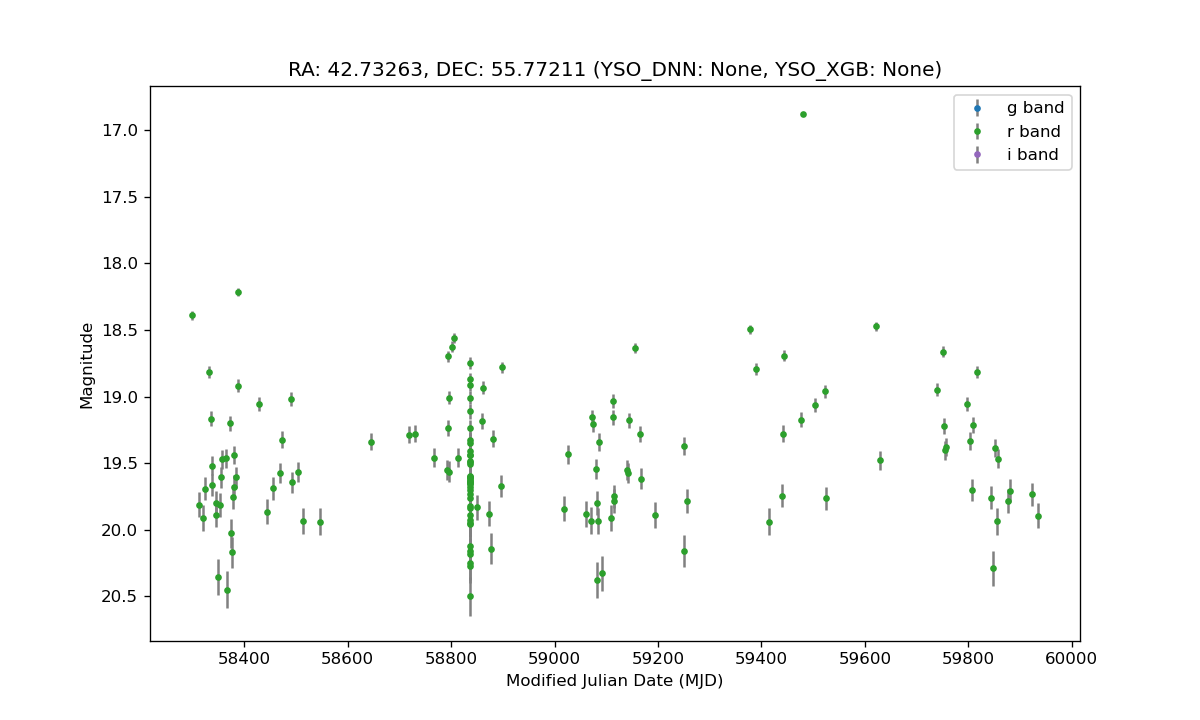 RA: 42.73263, DEC: 55.77211 (YSO_DNN: None, YSO_XGB: None)
g band
r band
i band
17.0
17.5
18.0
18.5
19.0
19.5
20.0
20.5
Magnitude
58400 58600 58800 59000 59200 59400 59600 59800 60000
Modified Julian Date (MJD)